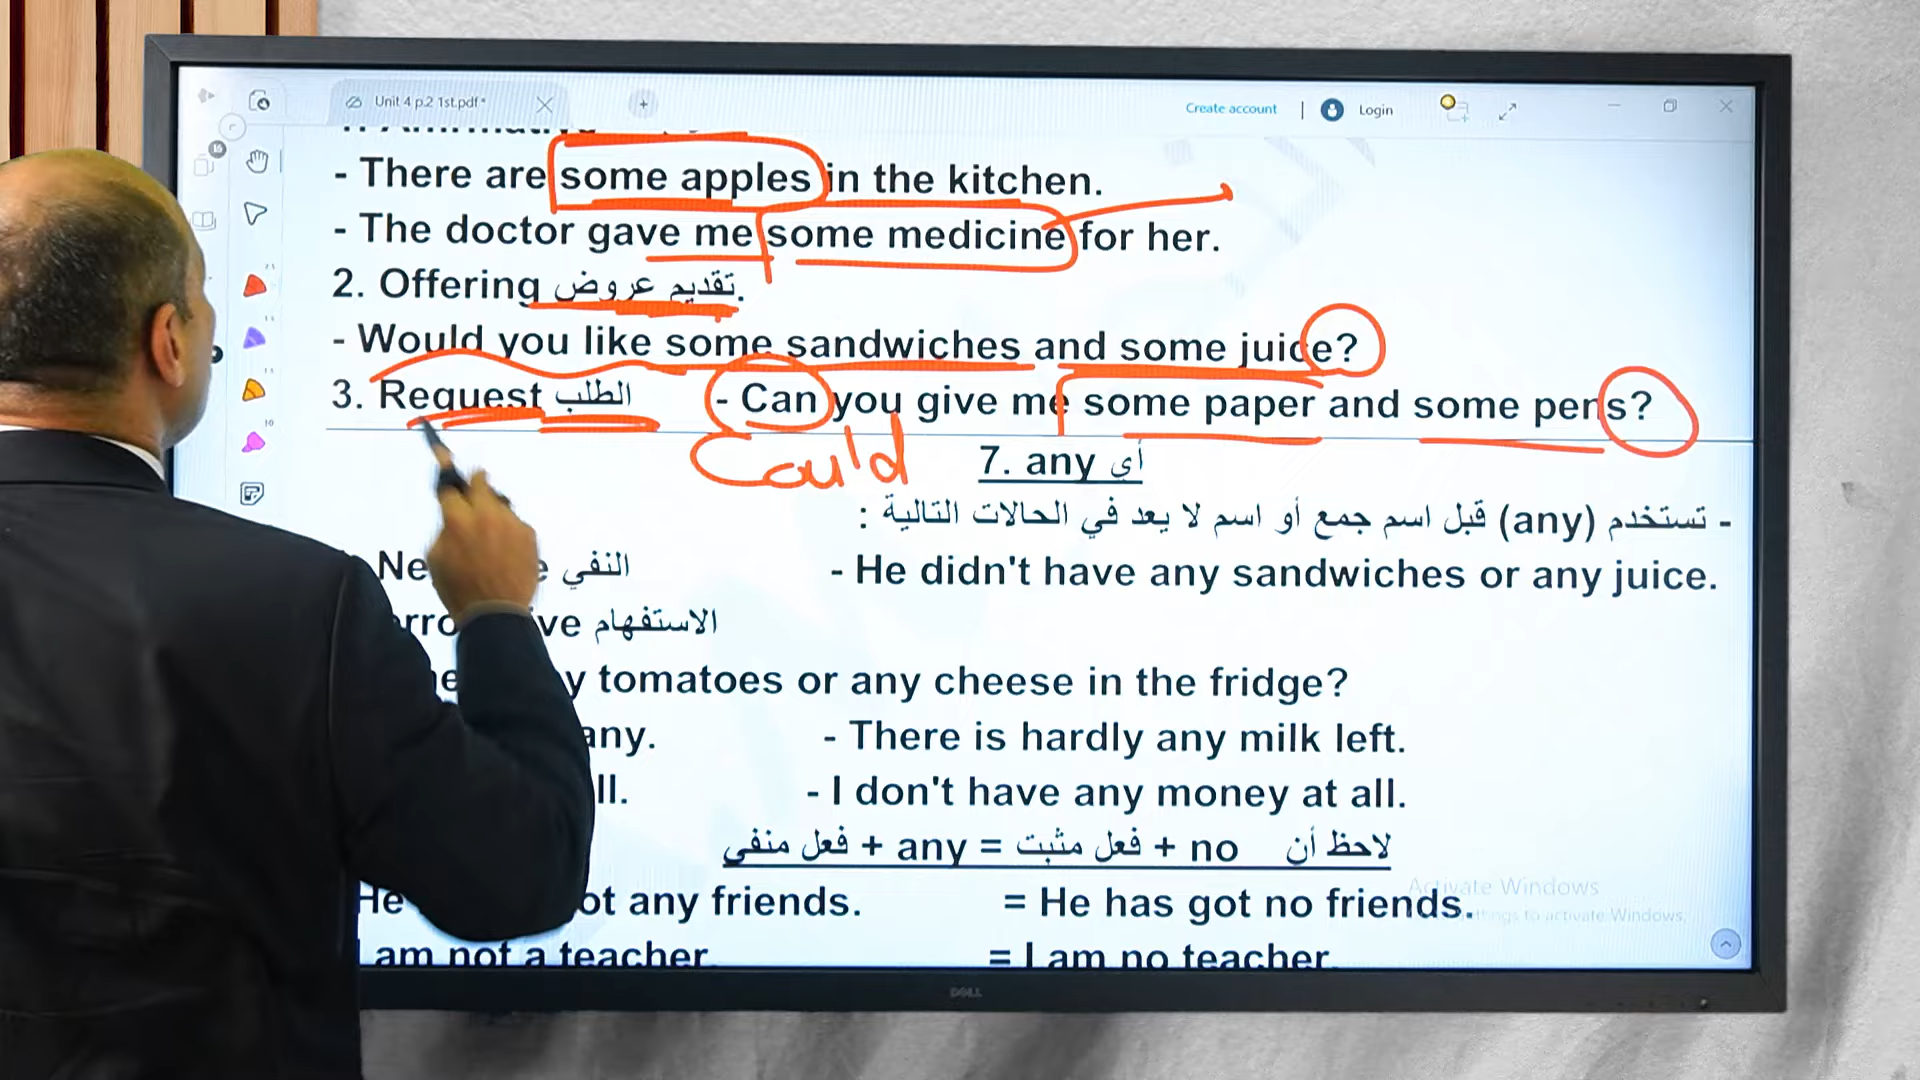 Unit 4 p.2 1st.pdf*
Create account | Login
- There are some apples in the kitchen.
- The doctor gave me some medicine for her.
2. Offering تقديم عروض.
- Would you like some sandwiches and some juice?
3. Request الطلب - Can you give me some paper and some pens?
Could
7. any أي
- تستخدم (any) قبل اسم جمع أو اسم لا يعد في الحالات التالية :
النفي - He didn't have any sandwiches or any juice.
الاستفهام
tomatoes or any cheese in the fridge?
any. - There is hardly any milk left.
- I don't have any money at all.
لاحظ أن no + فعل مثبت = any + فعل منفي
He any friends. = He has got no friends.
am not a teacher. = I am no teacher.
Activate Windows
to activate Windows.
DELL